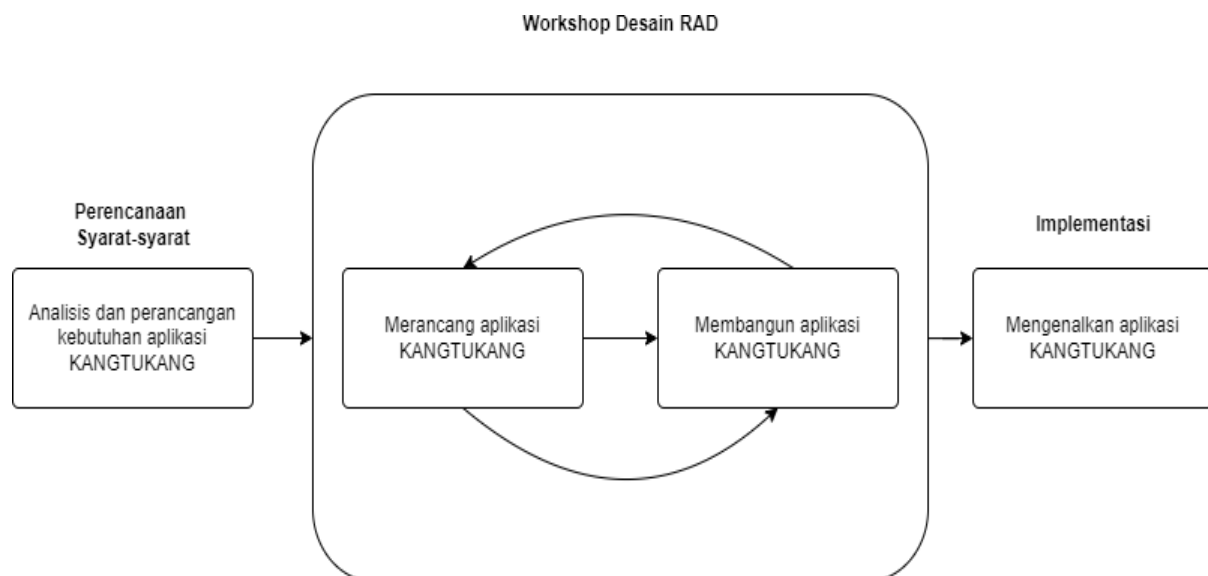 Workshop Desain RAD
Perencanaan
Syarat-syarat
Analisis dan perancangan
kebutuhan aplikasi
KANGTUKANG
Merancang aplikasi
KANGTUKANG
Membangun aplikasi
KANGTUKANG
Implementasi
Mengenalkan aplikasi
KANGTUKANG